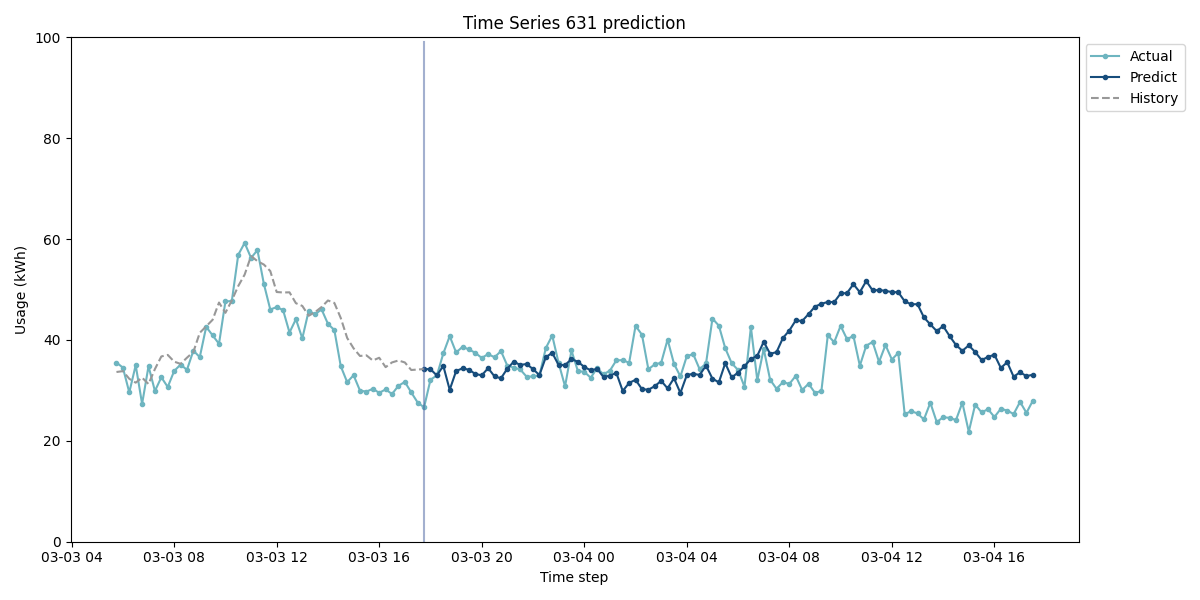 Time Series 631 prediction
Usage (kWh)
100
80
60
40
20
0
03-03 04
03-03 08
03-03 12
03-03 16
03-03 20
03-04 00
03-04 04
03-04 08
03-04 12
03-04 16
Time step
Actual
Predict
History